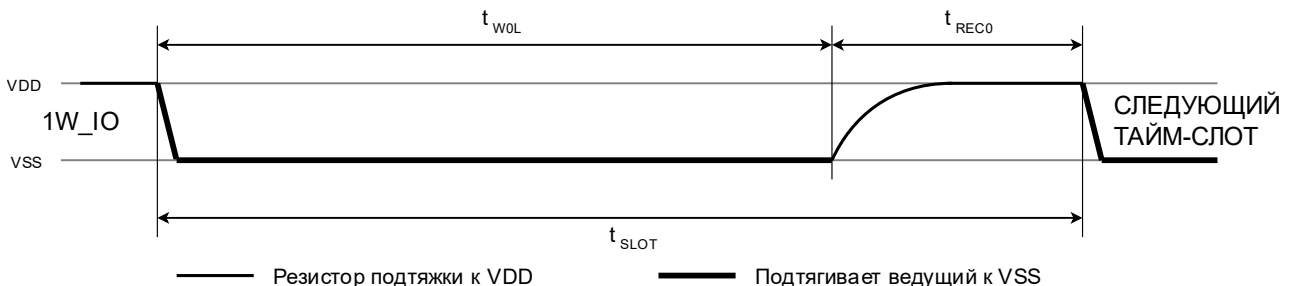 t W0L
t REC0
VDD
1W_IO
VSS
СЛЕДУЮЩИЙ
ТАЙМ-СЛОТ
t SLOT
Резистор подтяжки к VDD
Подтягивает ведущий к VSS